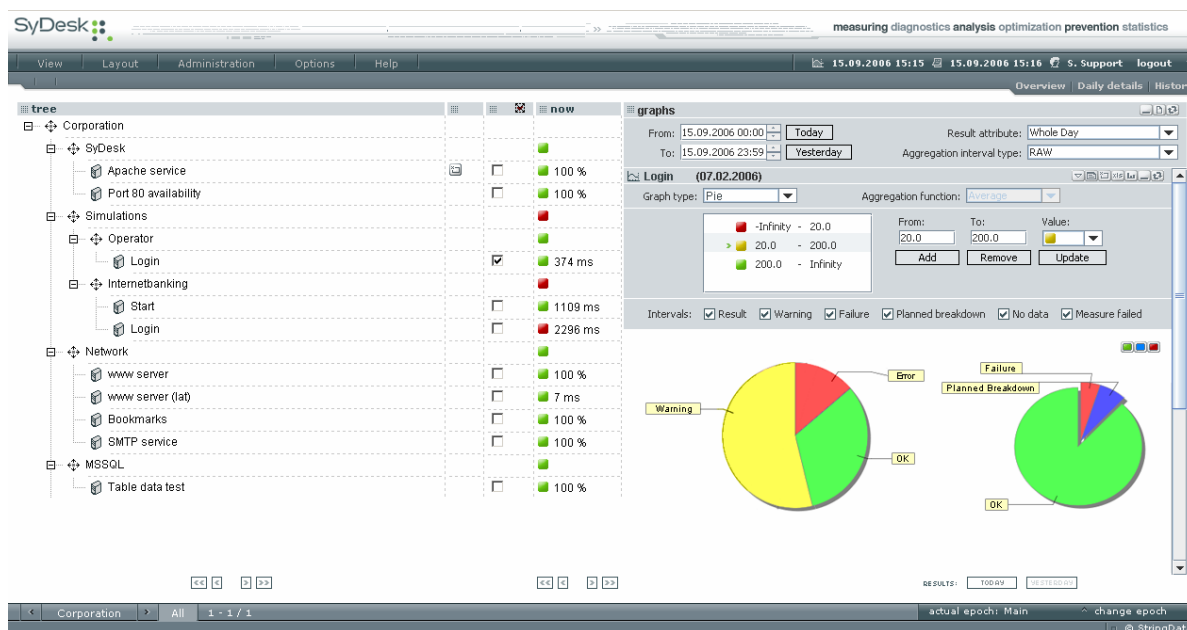 SyDesk
measuring diagnostics analysis optimization prevention statistics
View Layout Administration Options Help
15.09.2006 15:15 15.09.2006 15:16 S. Support logout
Overview Daily details Histor
tree now
Corporation
SyDesk
Apache service 100 %
Port 80 availability 100 %
Simulations
Operator
Login 374 ms
Internetbanking
Start 1109 ms
Login 2296 ms
Network
www server 100 %
www server (lat) 7 ms
Bookmarks 100 %
SMTP service 100 %
MSSQL
Table data test 100 %
graphs
From: 15.09.2006 00:00 Today Result attribute: Whole Day
To: 15.09.2006 23:59 Yesterday Aggregation interval type: RAW
Login (07.02.2006)
Graph type: Pie Aggregation function: Average
-Infinity - 20.0
> 20.0 - 200.0
200.0 - Infinity
From: To: Value:
20.0 200.0
Add Remove Update
Intervals: Result Warning Failure Planned breakdown No data Measure failed
Error
Warning
OK
Failure
Planned Breakdown
OK
<< < > >> << < > >>
RESULTS: TODAY YESTERDAY
< Corporation > All 1 - 1 / 1
actual epoch: Main ^ change epoch
@ StringDat